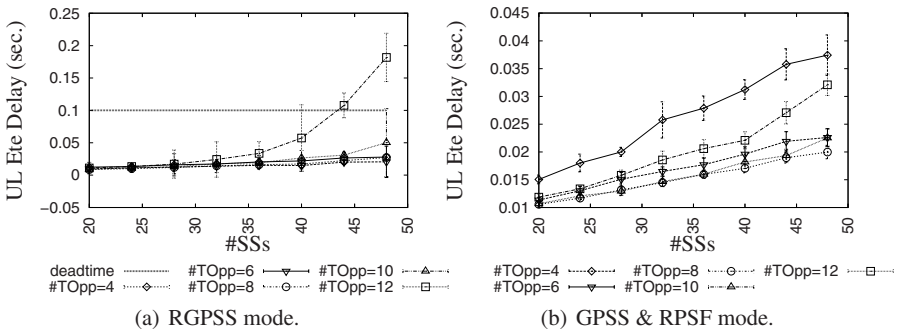 0.25
0.2
0.15
0.1
0.05
0
−0.05
UL Ete Delay (sec.)
20 25 30 35 40 45 50
#SSs
deadtime #TOpp=6 #TOpp=10
#TOpp=4 #TOpp=8 #TOpp=12
(a) RGPSS mode.
0.045
0.04
0.035
0.03
0.025
0.02
0.015
0.01
UL Ete Delay (sec.)
20 25 30 35 40 45 50
#SSs
#TOpp=4 #TOpp=8 #TOpp=12
#TOpp=6 #TOpp=10
(b) GPSS & RPSF mode.